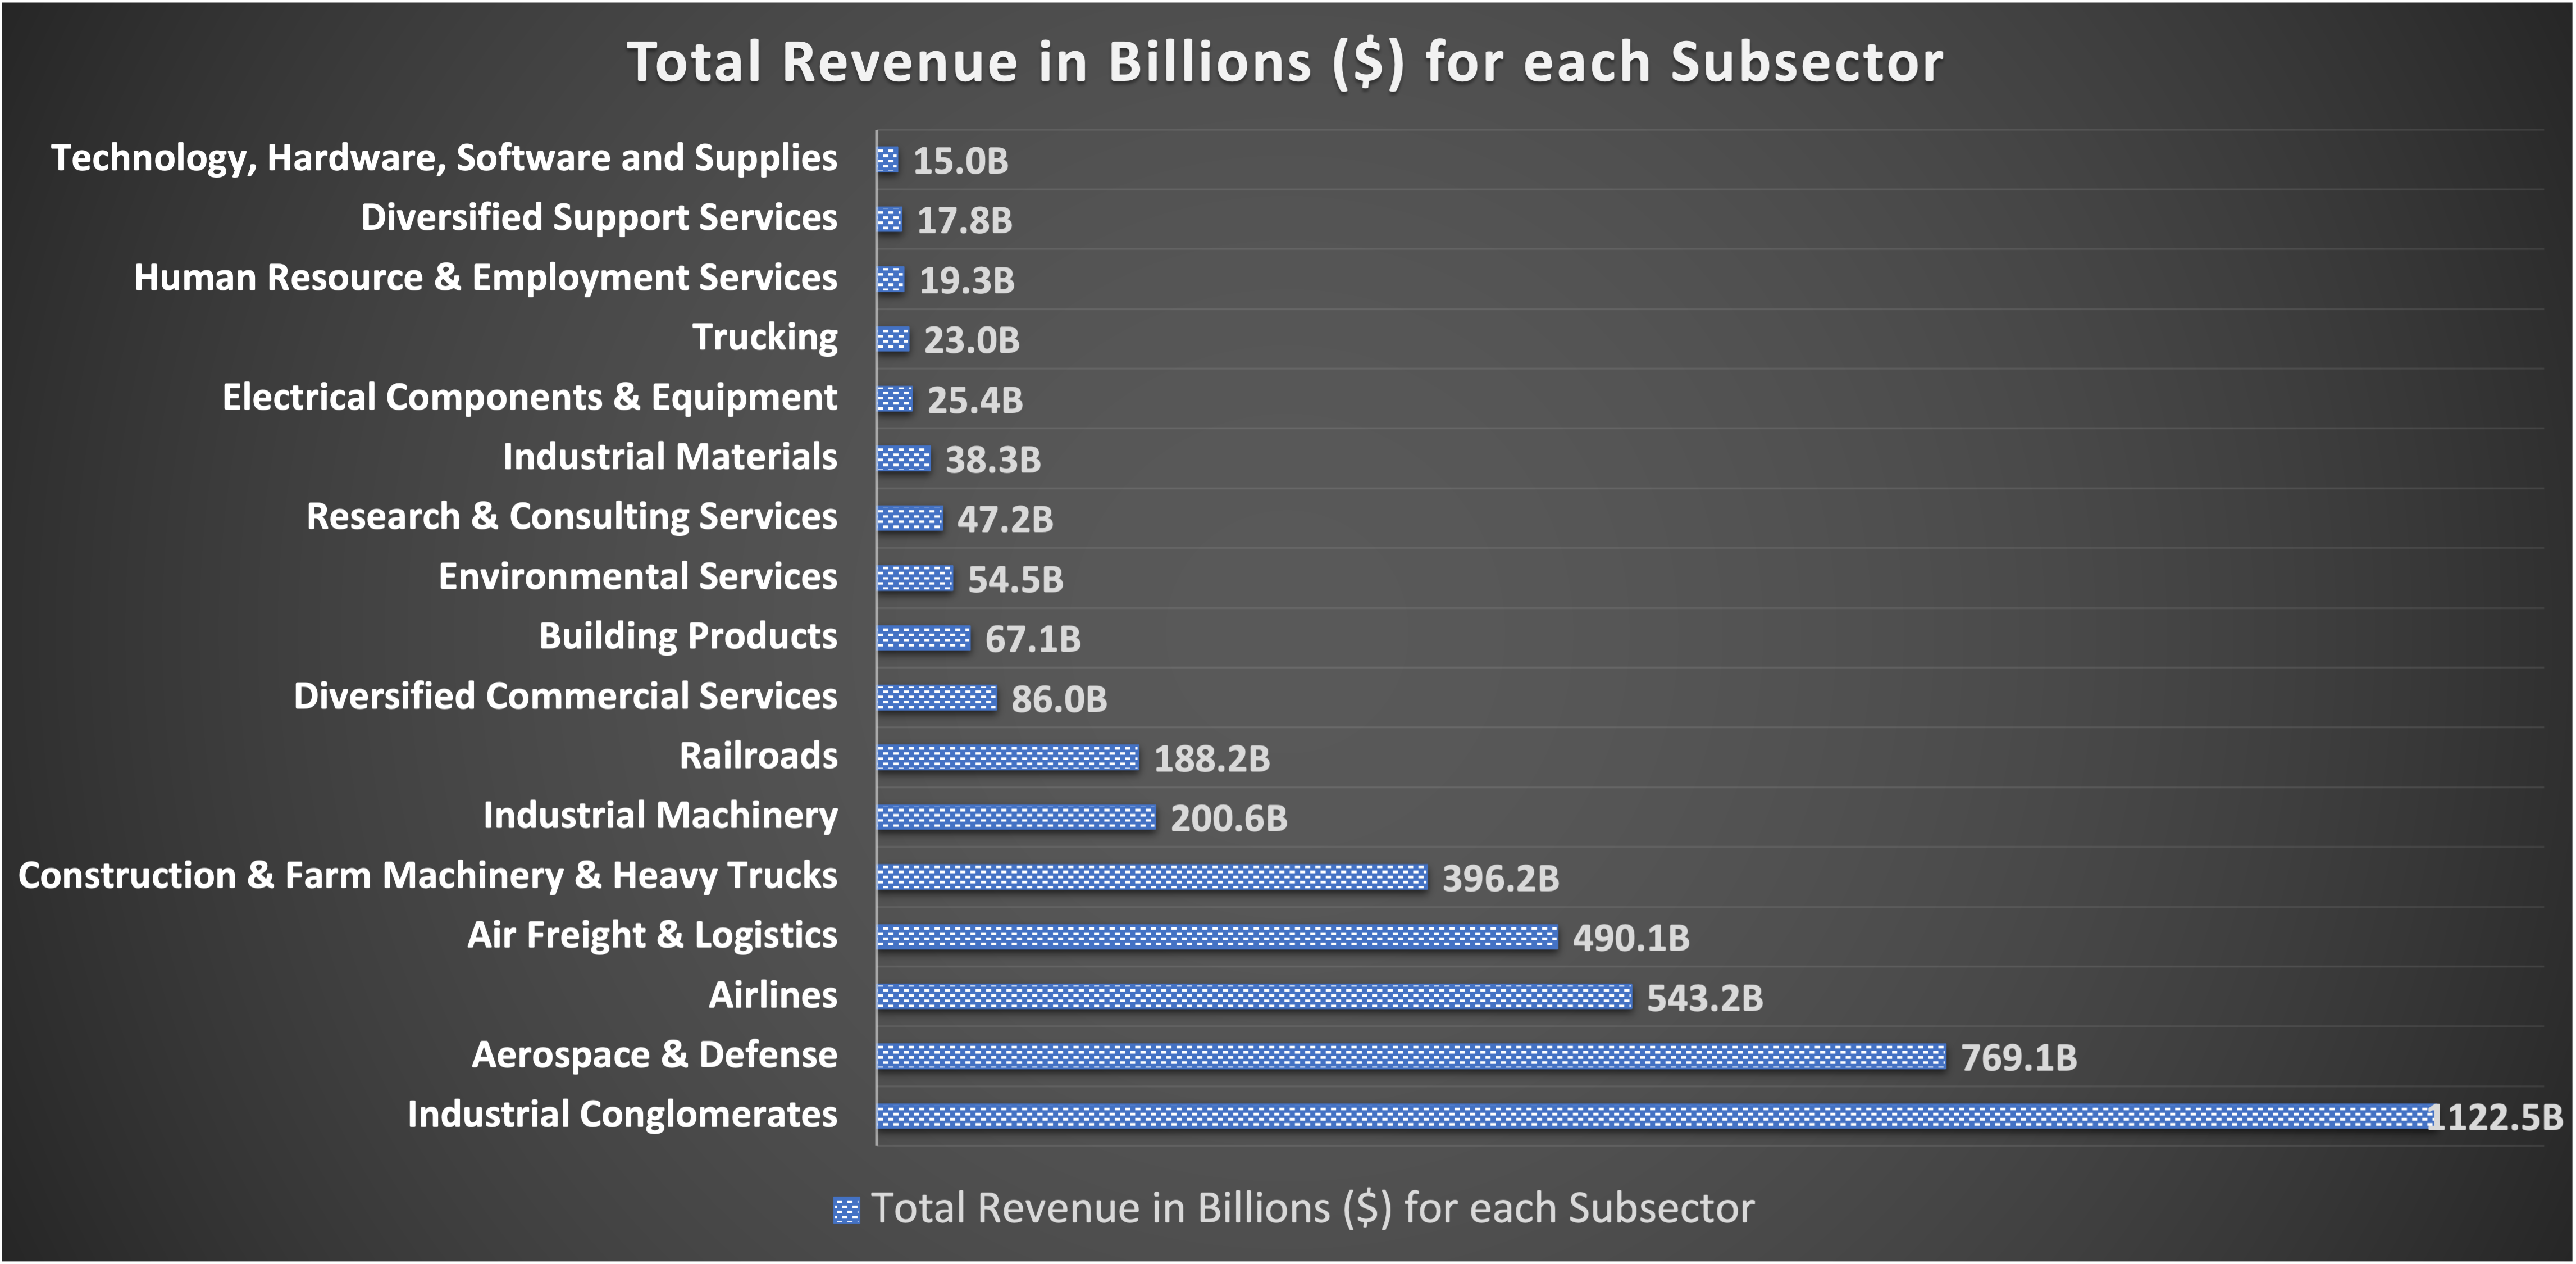 Total Revenue in Billions ($) for each Subsector
Technology, Hardware, Software and Supplies 15.0B
Diversified Support Services 17.8B
Human Resource & Employment Services 19.3B
Trucking 23.0B
Electrical Components & Equipment 25.4B
Industrial Materials 38.3B
Research & Consulting Services 47.2B
Environmental Services 54.5B
Building Products 67.1B
Diversified Commercial Services 86.0B
Railroads 188.2B
Industrial Machinery 200.6B
Construction & Farm Machinery & Heavy Trucks 396.2B
Air Freight & Logistics 490.1B
Airlines 543.2B
Aerospace & Defense 769.1B
Industrial Conglomerates 1122.5B
Total Revenue in Billions ($) for each Subsector